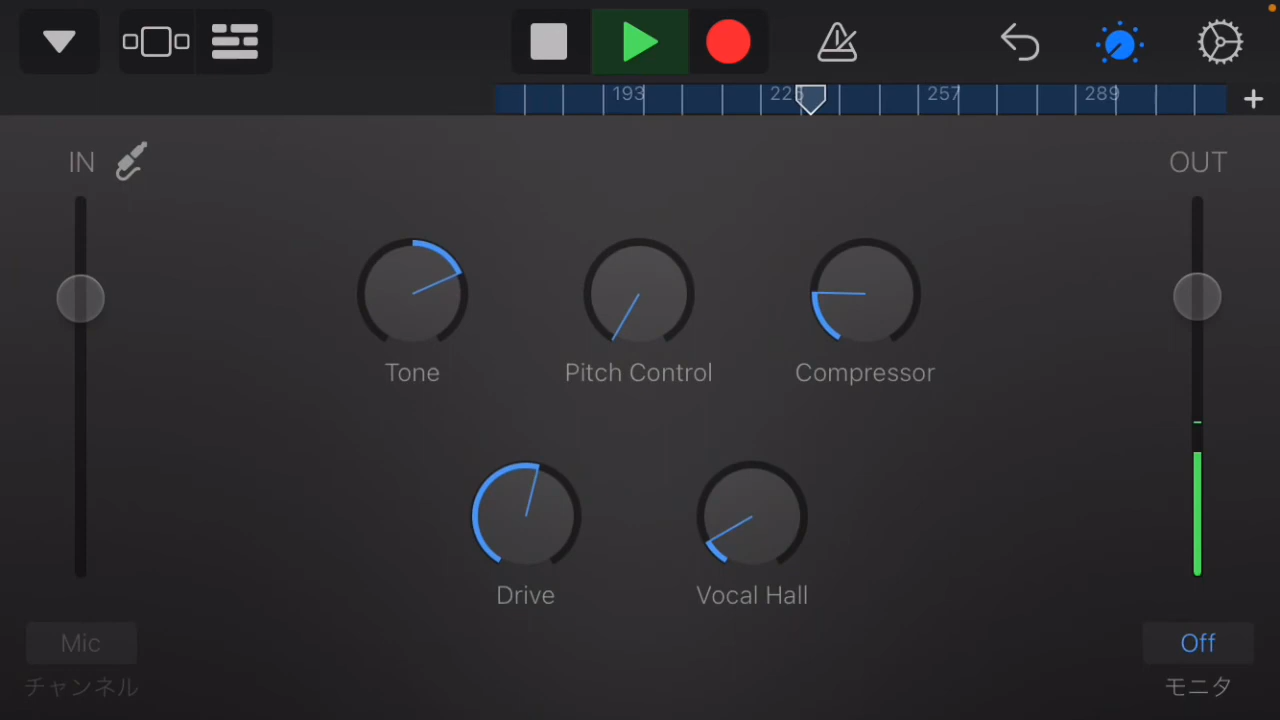 193 225 257 289
IN
OUT
Tone
Pitch Control
Compressor
Drive
Vocal Hall
Mic
Off
チャンネル
モニタ